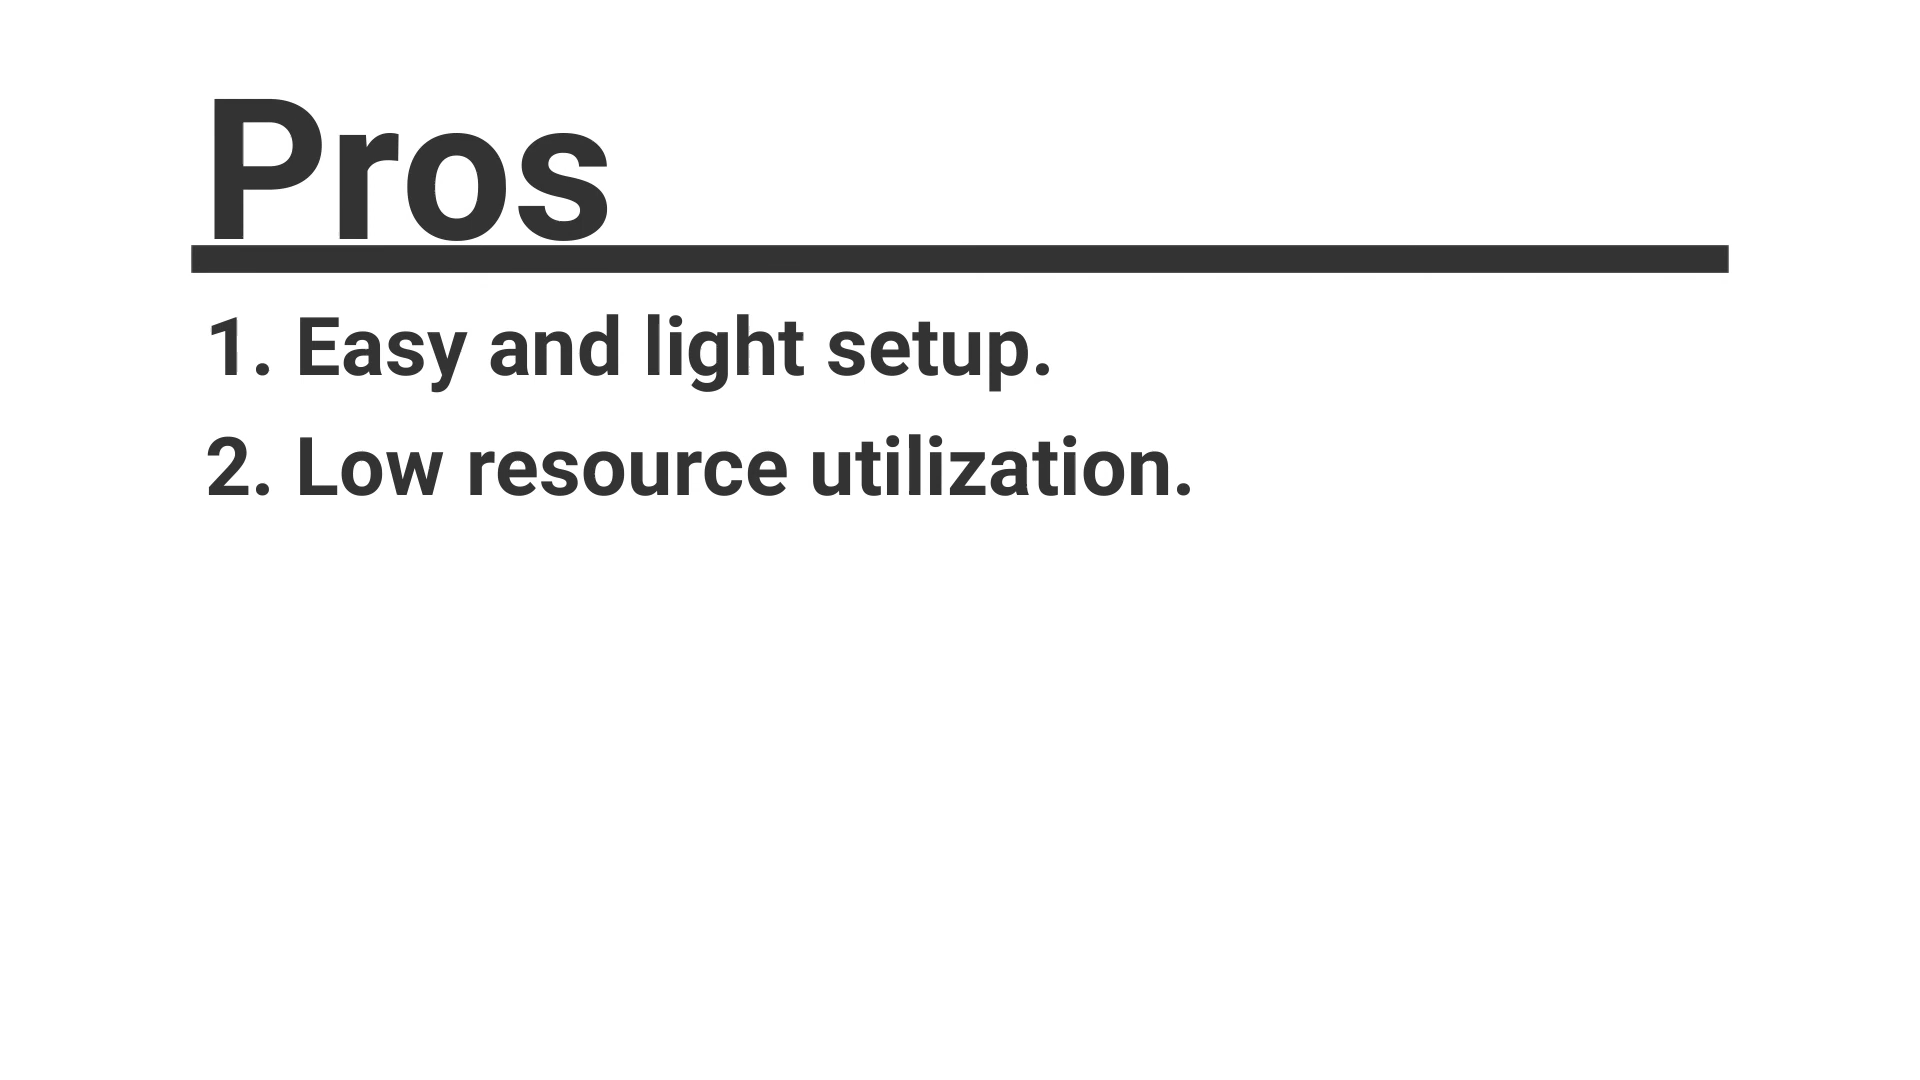 Pros
1. Easy and light setup.
2. Low resource utilization.